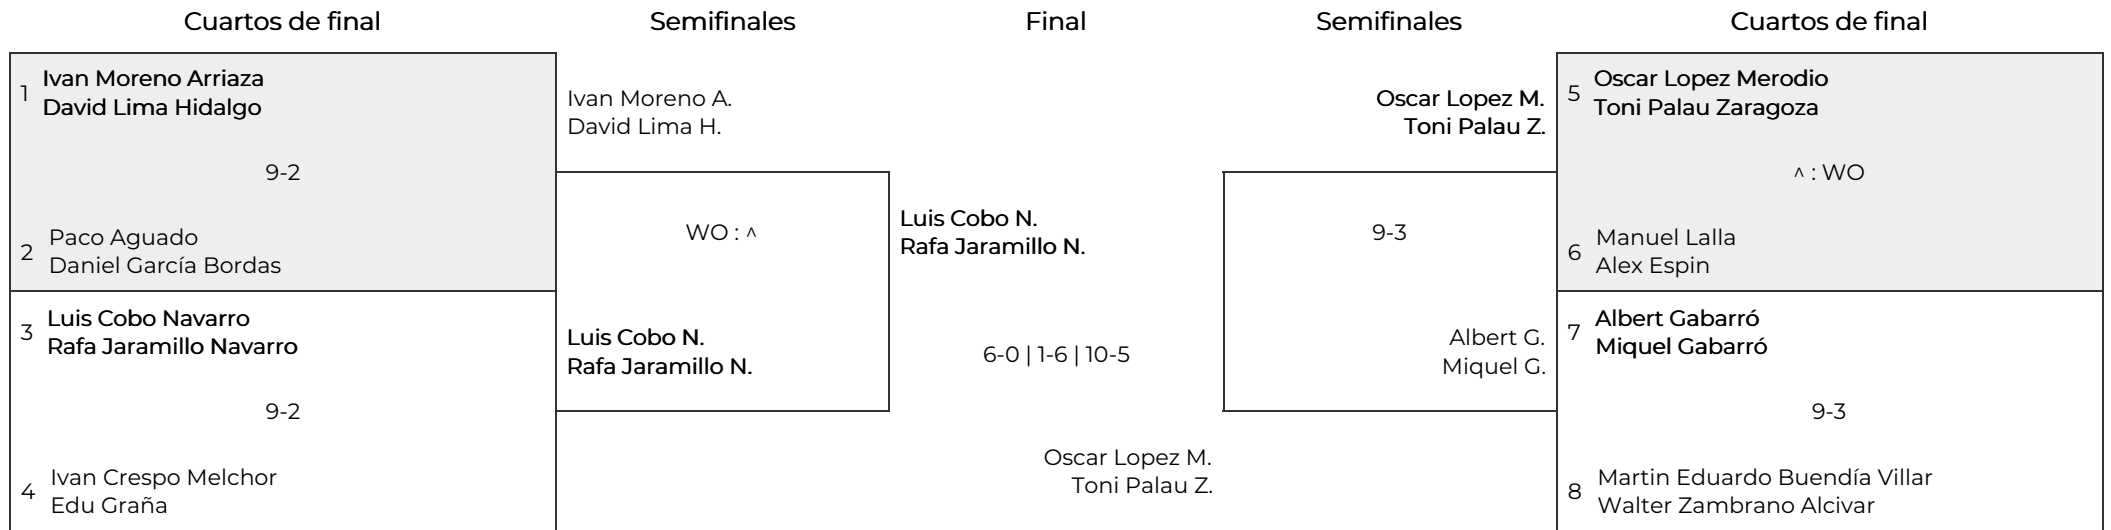 Cuartos de final
Semifinales
Final
Semifinales
Cuartos de final
1
Ivan Moreno Arriaza
David Lima Hidalgo
9-2
2
Paco Aguado
Daniel García Bordas
3
Luis Cobo Navarro
Rafa Jaramillo Navarro
9-2
4
Ivan Crespo Melchor
Edu Graña
Ivan Moreno A.
David Lima H.
WO : ^
Luis Cobo N.
Rafa Jaramillo N.
Luis Cobo N.
Rafa Jaramillo N.
6-0 | 1-6 | 10-5
Oscar Lopez M.
Toni Palau Z.
Oscar Lopez M.
Toni Palau Z.
9-3
Albert G.
Miquel G.
5
Oscar Lopez Merodio
Toni Palau Zaragoza
^ : WO
6
Manuel Lalla
Alex Espin
7
Albert Gabarró
Miquel Gabarró
9-3
8
Martin Eduardo Buendía Villar
Walter Zambrano Alcivar